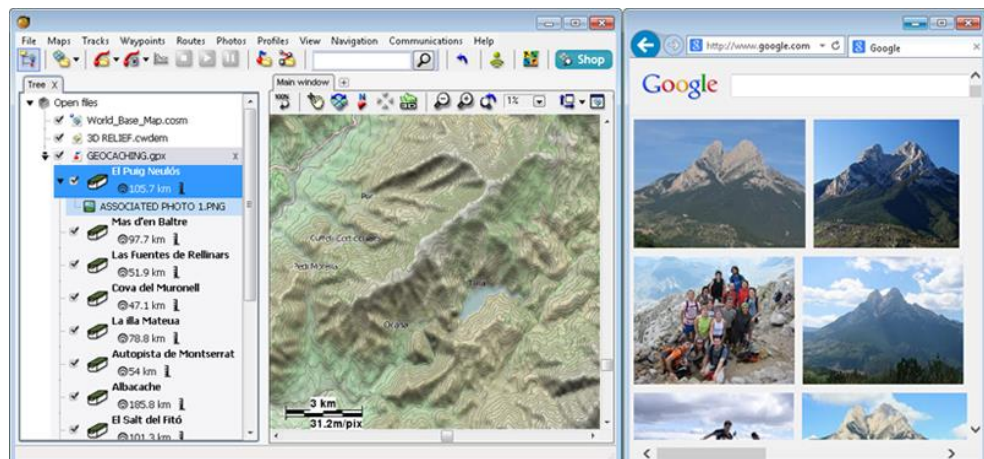 File Maps Tracks Waypoints Routes Photos Profiles View Navigation Communications Help
Shop
Tree X
Open files
World_Base_Map.cosm
3D RELIEF.cwdem
GEOCACHING.gpx x
El Puig Neulós
105.7 km
ASSOCIATED PHOTO 1.PNG
Mas d'en Baltre
97.7 km
Las Fuentes de Rellinars
51.9 km
Cova del Muronell
47.1 km
La illa Mateua
78.8 km
Autopista de Montserrat
54 km
Albacache
185.8 km
El Salt del Fitó
101.3 km
Main window
100%
1%
3 km
31.2m/pix
http://www.google.com
Google
Google